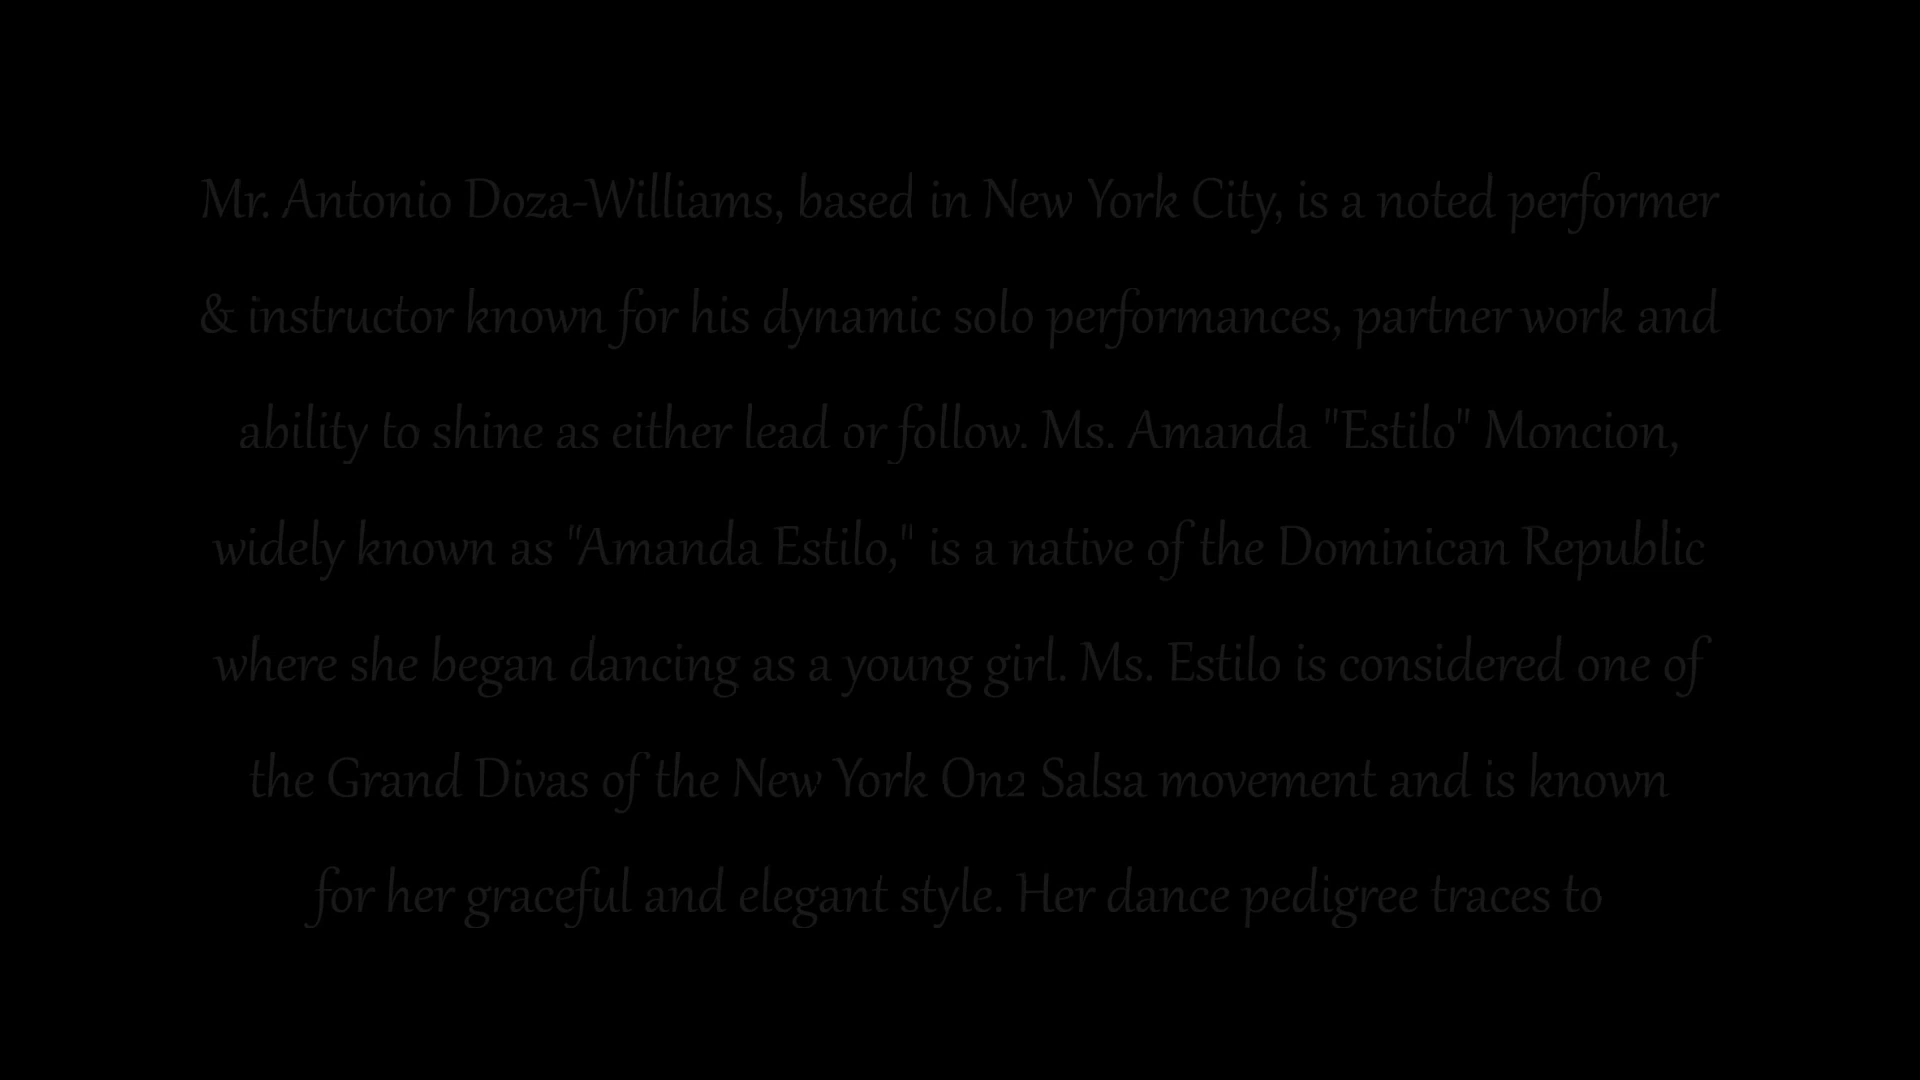 Mr. Antonio Doza-Williams, based in New York City, is a noted performer
& instructor known for his dynamic solo performances, partner work and
ability to shine as either lead or follow. Ms. Amanda "Estilo" Moncion,
widely known as "Amanda Estilo," is a native of the Dominican Republic
where she began dancing as a young girl. Ms. Estilo is considered one of
the Grand Divas of the New York On2 Salsa movement and is known
for her graceful and elegant style. Her dance pedigree traces to